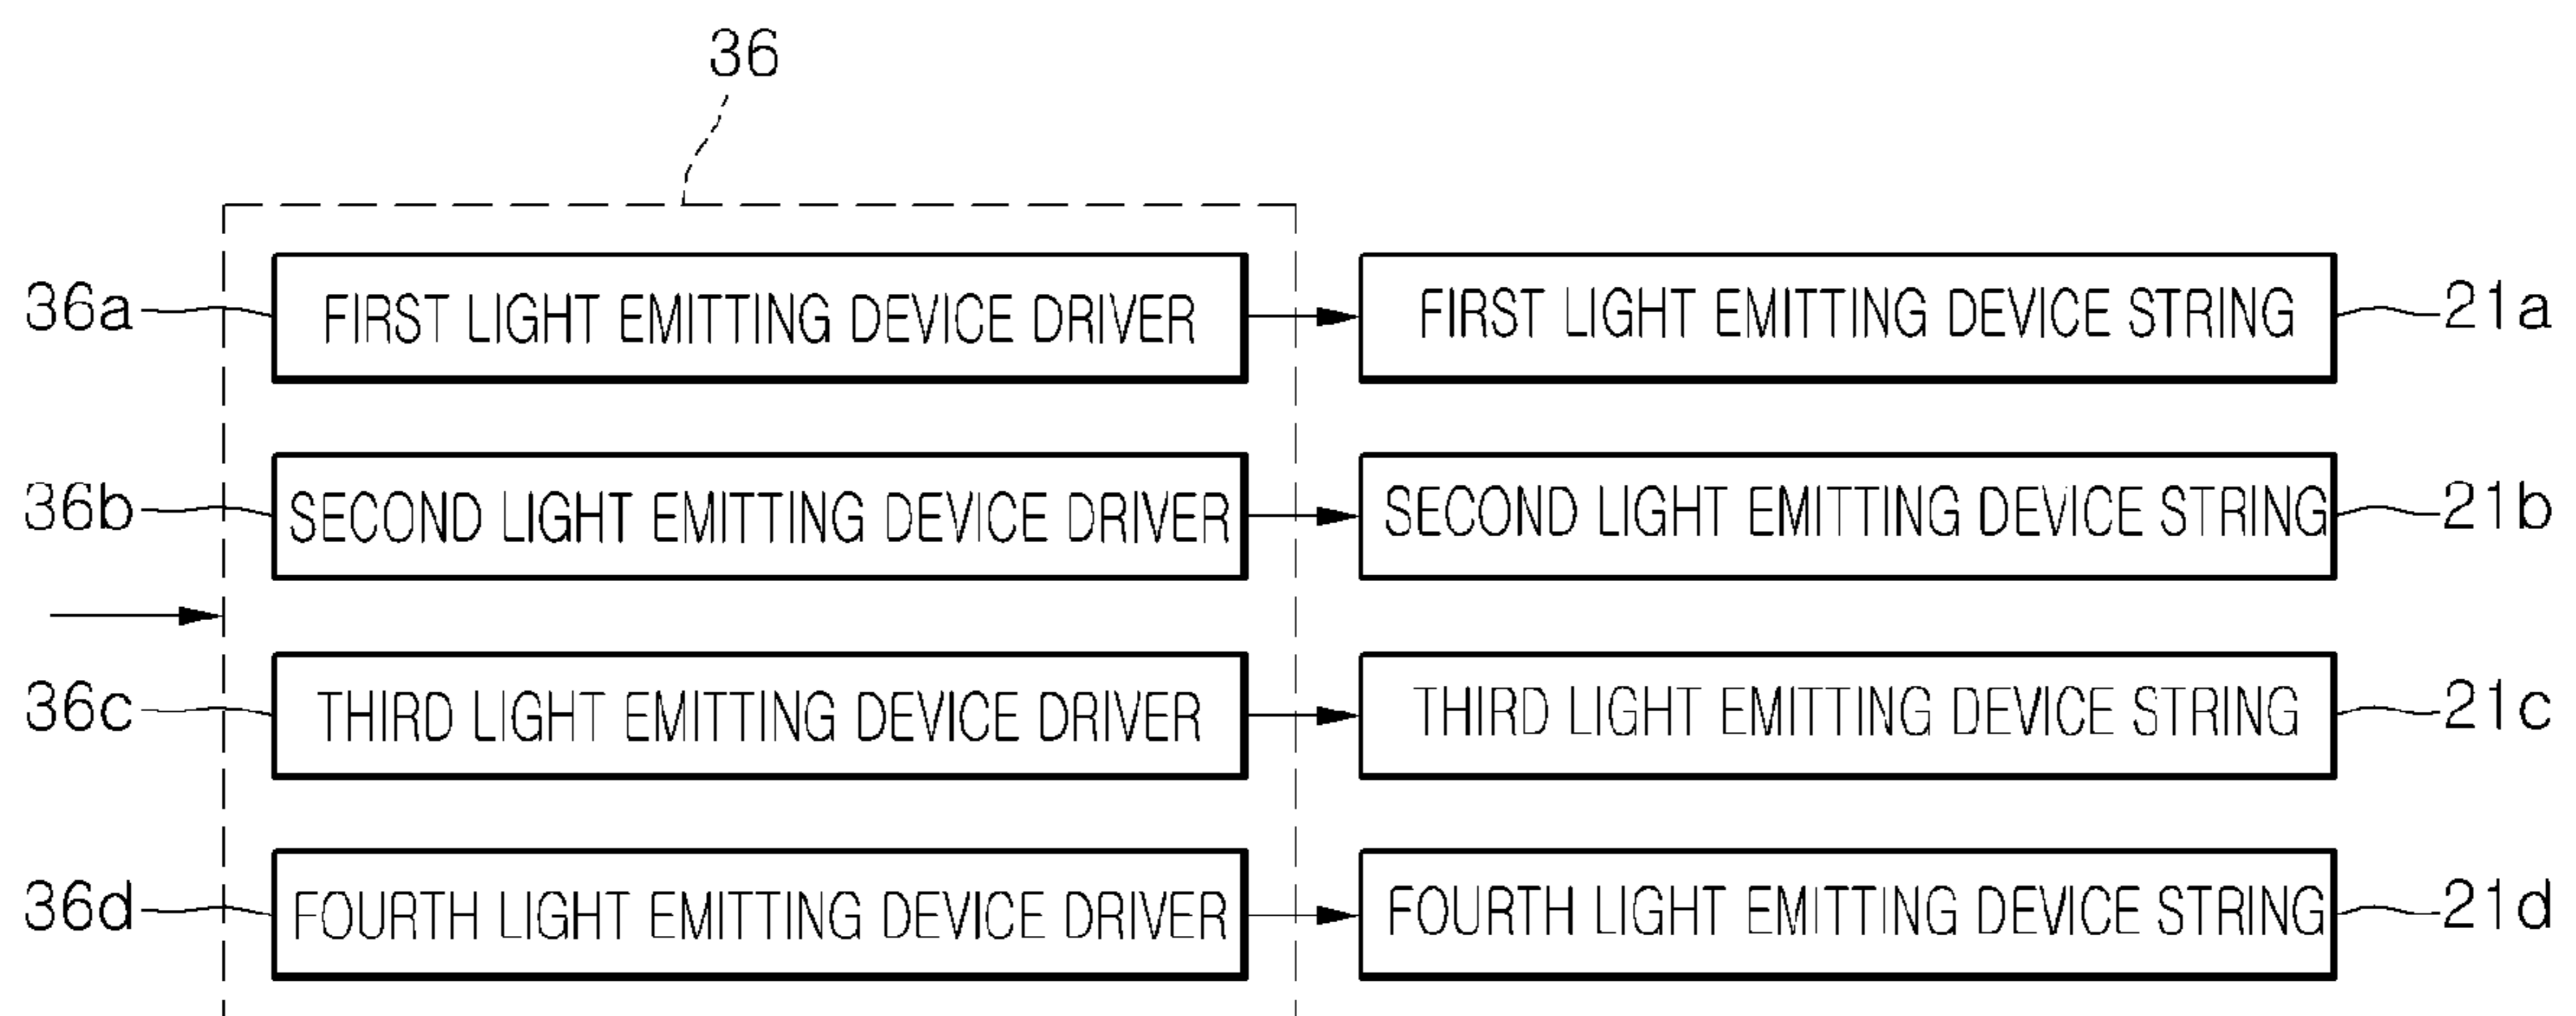 36
36a FIRST LIGHT EMITTING DEVICE DRIVER FIRST LIGHT EMITTING DEVICE STRING 21a
36b SECOND LIGHT EMITTING DEVICE DRIVER SECOND LIGHT EMITTING DEVICE STRING 21b
36c THIRD LIGHT EMITTING DEVICE DRIVER THIRD LIGHT EMITTING DEVICE STRING 21c
36d FOURTH LIGHT EMITTING DEVICE DRIVER FOURTH LIGHT EMITTING DEVICE STRING 21d